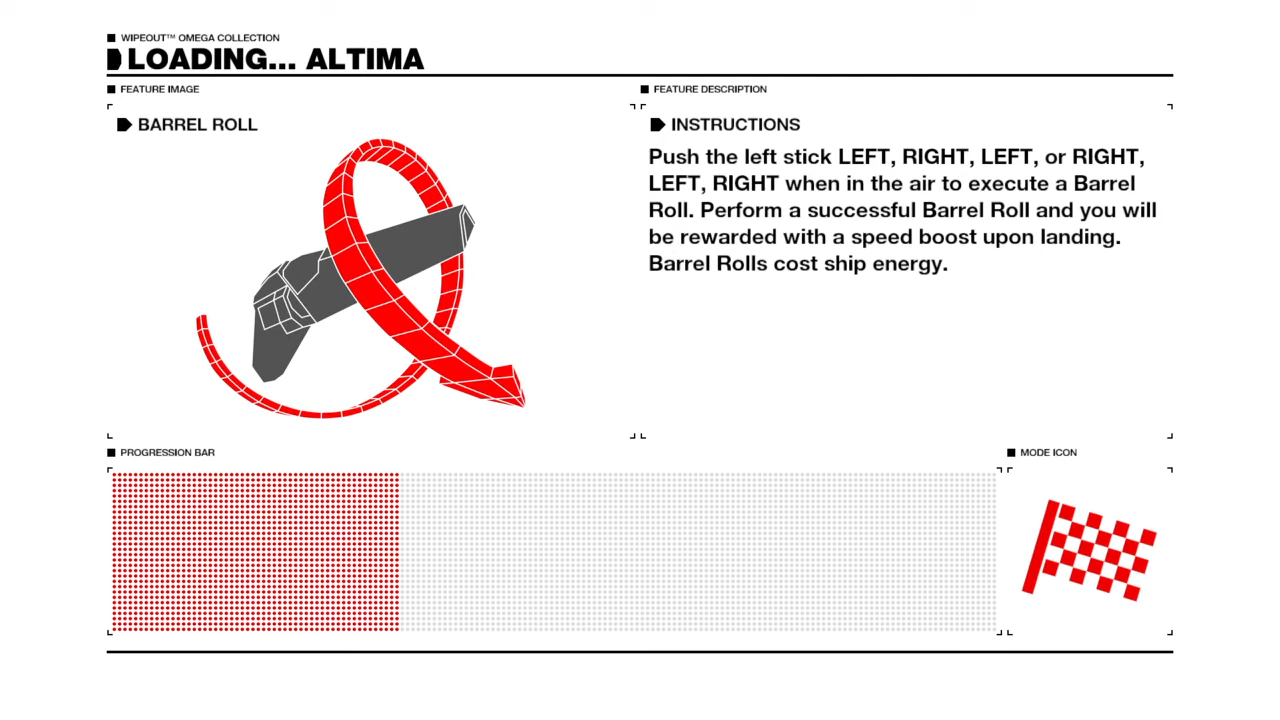 WIPEOUT™ OMEGA COLLECTION
LOADING... ALTIMA
FEATURE IMAGE
BARREL ROLL
FEATURE DESCRIPTION
INSTRUCTIONS
Push the left stick LEFT, RIGHT, LEFT, or RIGHT,
LEFT, RIGHT when in the air to execute a Barrel
Roll. Perform a successful Barrel Roll and you will
be rewarded with a speed boost upon landing.
Barrel Rolls cost ship energy.
PROGRESSION BAR
MODE ICON